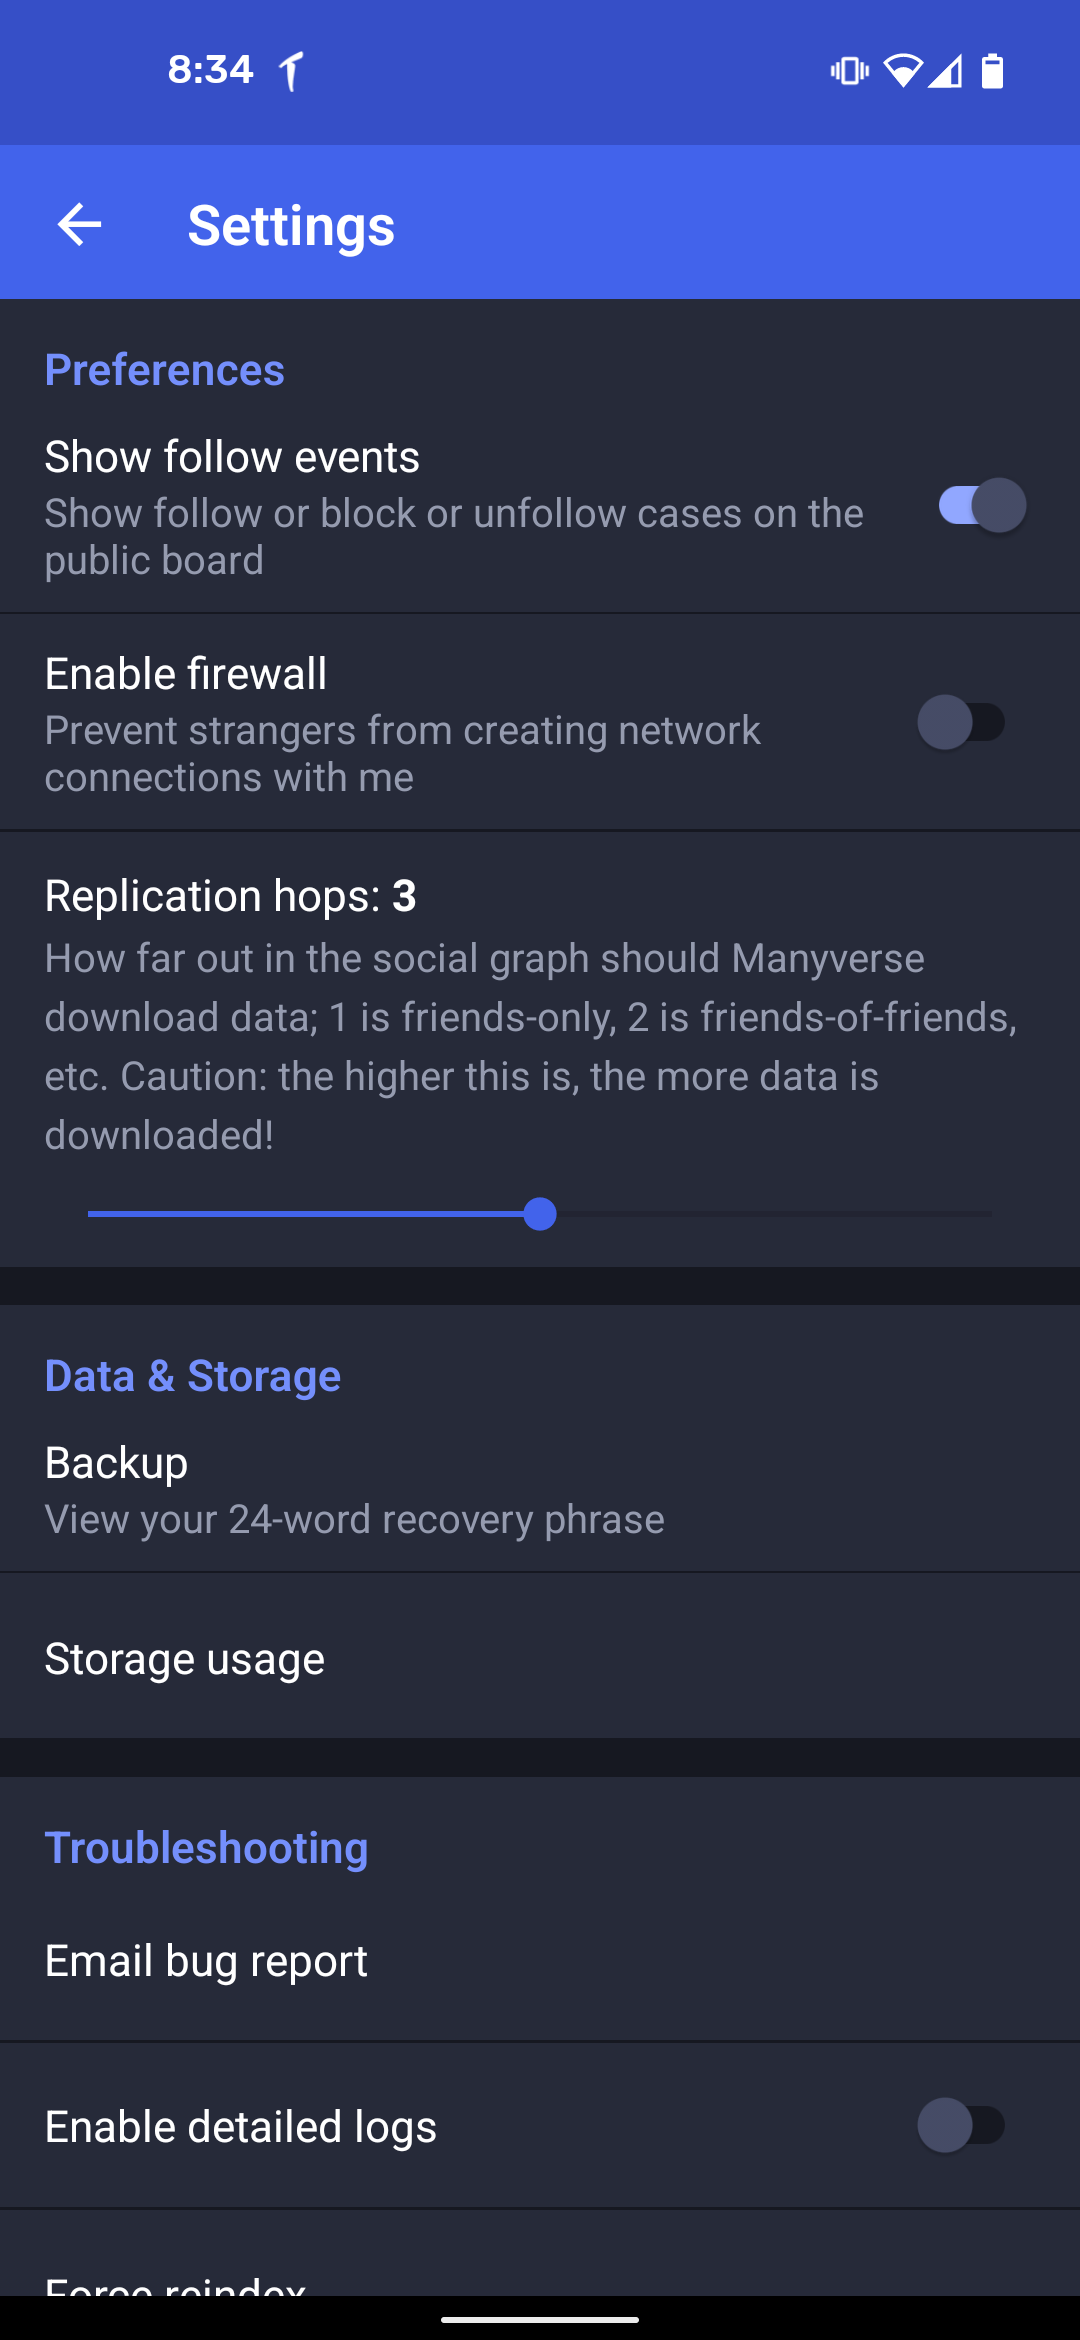 8:34
Settings
Preferences
Show follow events
Show follow or block or unfollow cases on the
public board
Enable firewall
Prevent strangers from creating network
connections with me
Replication hops: 3
How far out in the social graph should Manyverse
download data; 1 is friends-only, 2 is friends-of-friends,
etc. Caution: the higher this is, the more data is
downloaded!
Data & Storage
Backup
View your 24-word recovery phrase
Storage usage
Troubleshooting
Email bug report
Enable detailed logs
Force reindex